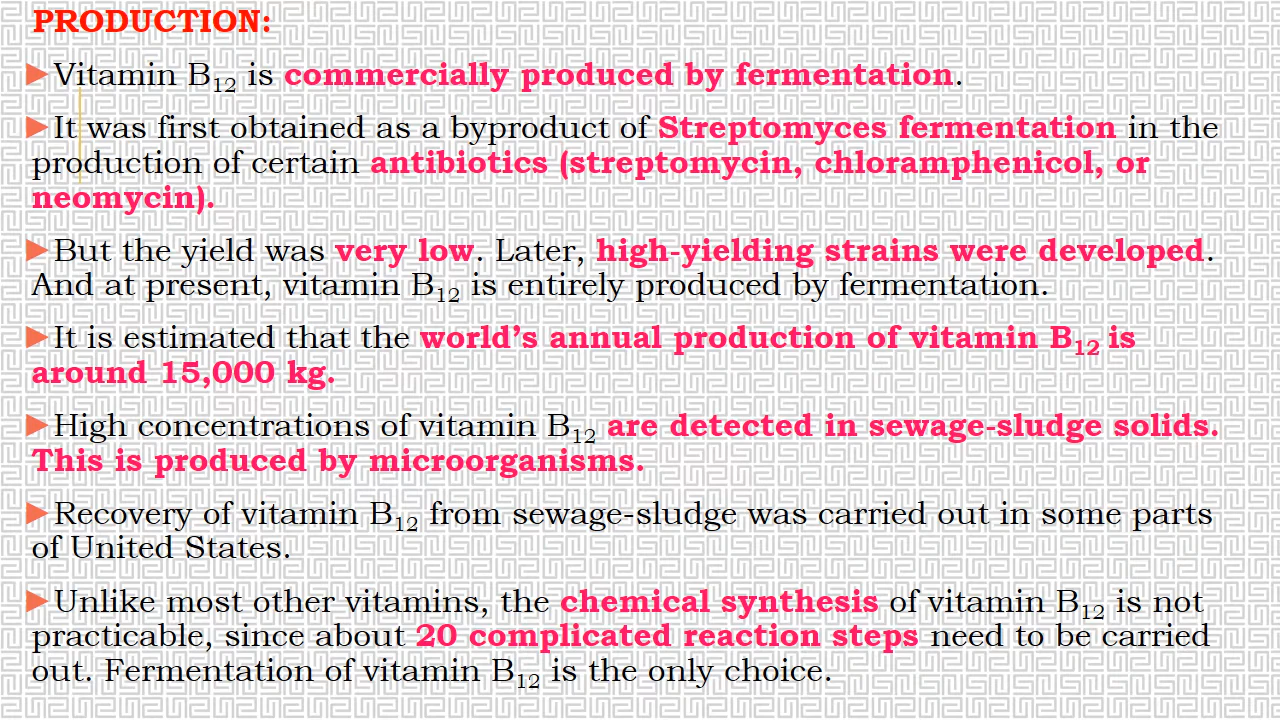 PRODUCTION:
►Vitamin B₁₂ is commercially produced by fermentation.
►It was first obtained as a byproduct of Streptomyces fermentation in the
production of certain antibiotics (streptomycin, chloramphenicol, or
neomycin).
►But the yield was very low. Later, high-yielding strains were developed.
And at present, vitamin B₁₂ is entirely produced by fermentation.
►It is estimated that the world’s annual production of vitamin B₁₂ is
around 15,000 kg.
►High concentrations of vitamin B₁₂ are detected in sewage-sludge solids.
This is produced by microorganisms.
►Recovery of vitamin B₁₂ from sewage-sludge was carried out in some parts
of United States.
►Unlike most other vitamins, the chemical synthesis of vitamin B₁₂ is not
practicable, since about 20 complicated reaction steps need to be carried
out. Fermentation of vitamin B₁₂ is the only choice.